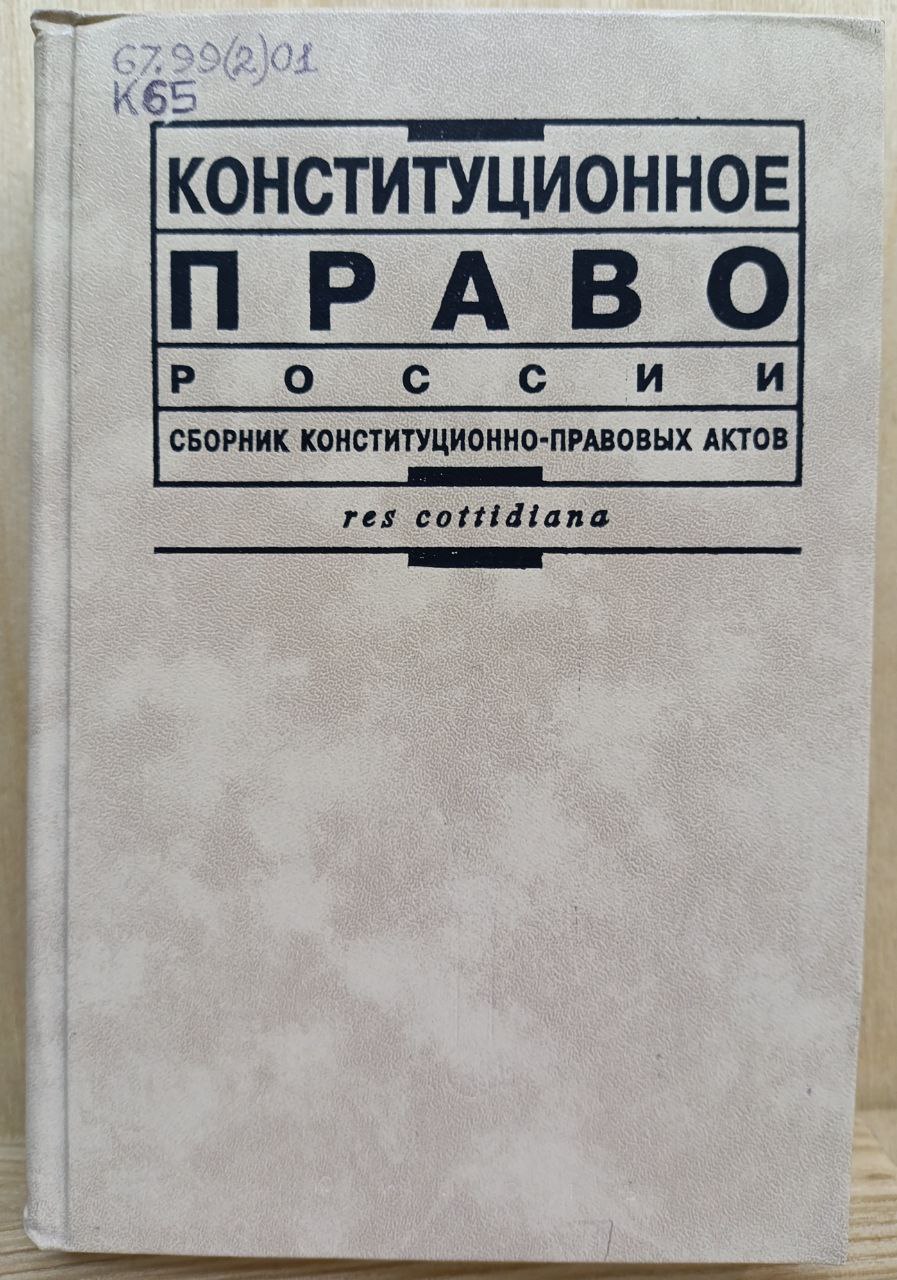 67.99(2)01
К65
КОНСТИТУЦИОННОЕ
ПРАВО
РОССИИ
СБОРНИК КОНСТИТУЦИОННО-ПРАВОВЫХ АКТОВ
res cottidiana